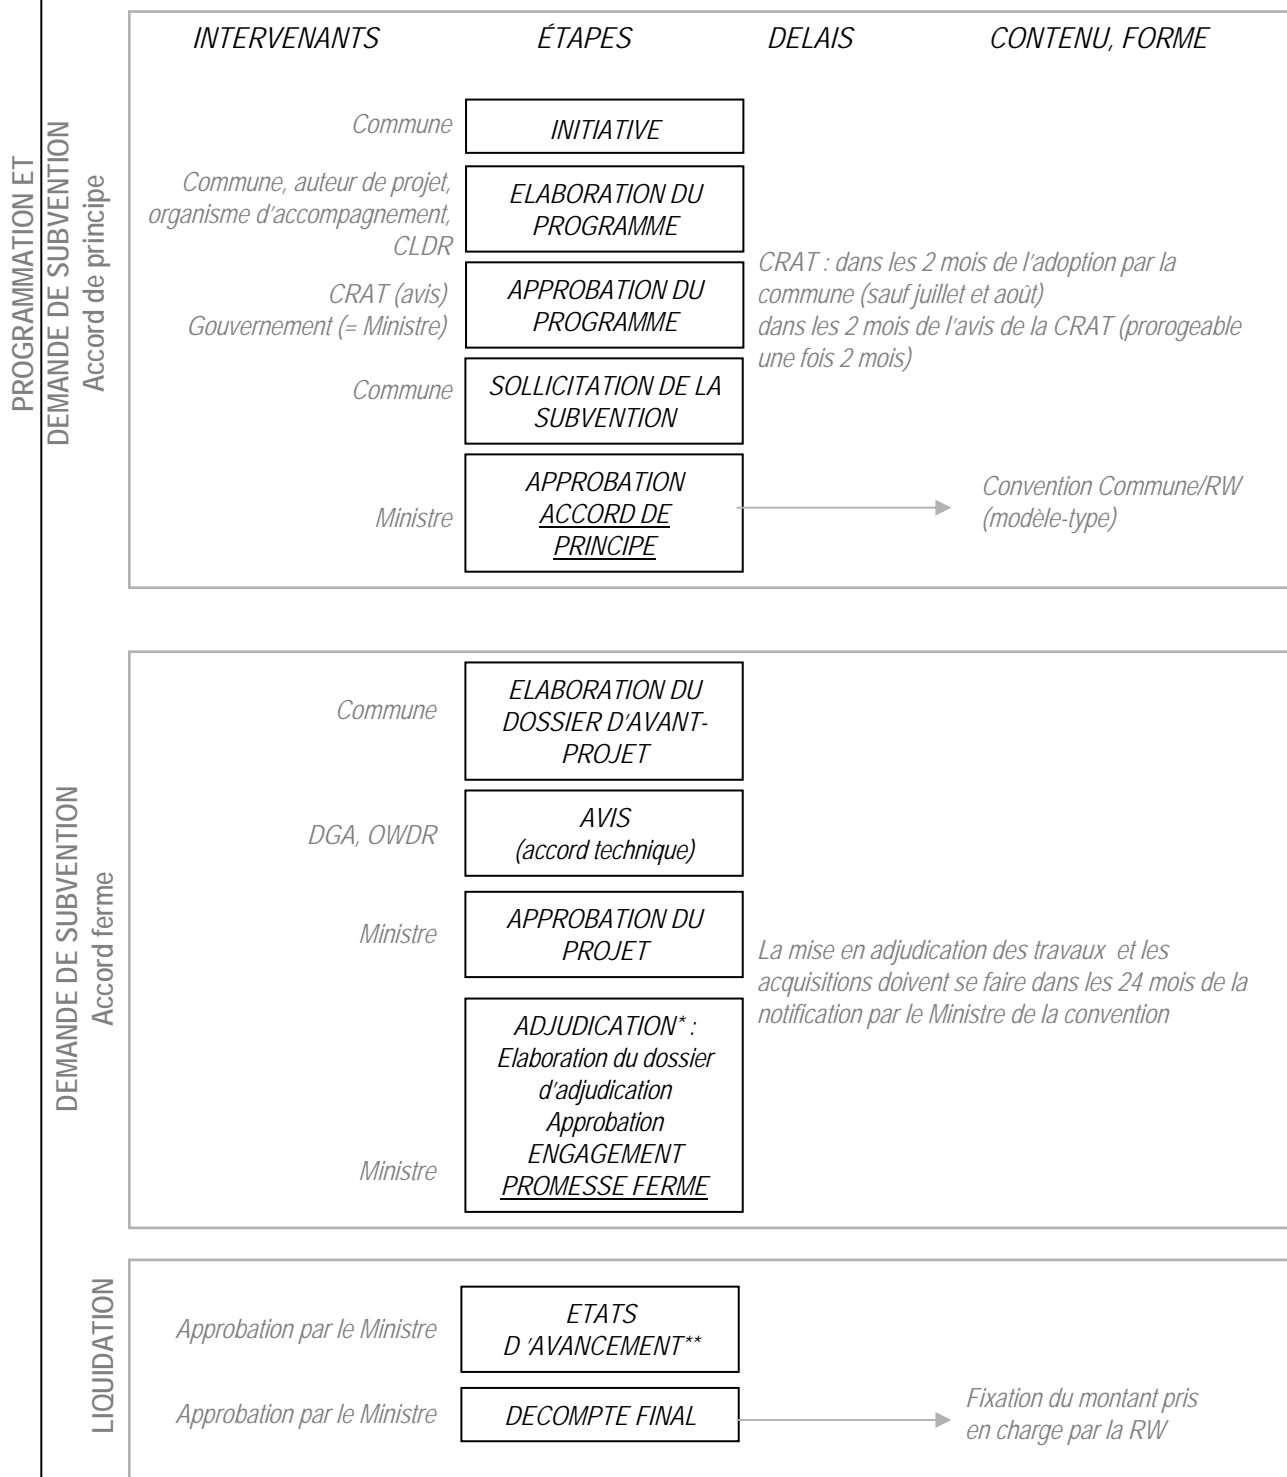 INTERVENANTS
ÉTAPES
DELAIS
CONTENU, FORME
PROGRAMMATION ET
DEMANDE DE SUBVENTION
Accord de principe
Commune
INITIATIVE
Commune, auteur de projet,
organisme d'accompagnement,
CLDR
ELABORATION DU
PROGRAMME
CRAT (avis)
Gouvernement (= Ministre)
APPROBATION DU
PROGRAMME
CRAT : dans les 2 mois de l'adoption par la
commune (sauf juillet et août)
dans les 2 mois de l'avis de la CRAT (prorogeable
une fois 2 mois)
Commune
SOLLICITATION DE LA
SUBVENTION
Ministre
APPROBATION
ACCORD DE
PRINCIPE
Convention Commune/RW
(modèle-type)
DEMANDE DE SUBVENTION
Accord ferme
Commune
ELABORATION DU
DOSSIER D'AVANT-
PROJET
DGA, OWDR
AVIS
(accord technique)
Ministre
APPROBATION DU
PROJET
La mise en adjudication des travaux et les
acquisitions doivent se faire dans les 24 mois de la
notification par le Ministre de la convention
ADJUDICATION* :
Elaboration du dossier
d'adjudication
Approbation
ENGAGEMENT
PROMESSE FERME
Ministre
LIQUIDATION
Approbation par le Ministre
ETATS
D 'AVANCEMENT**
Approbation par le Ministre
DECOMPTE FINAL
Fixation du montant pris
en charge par la RW